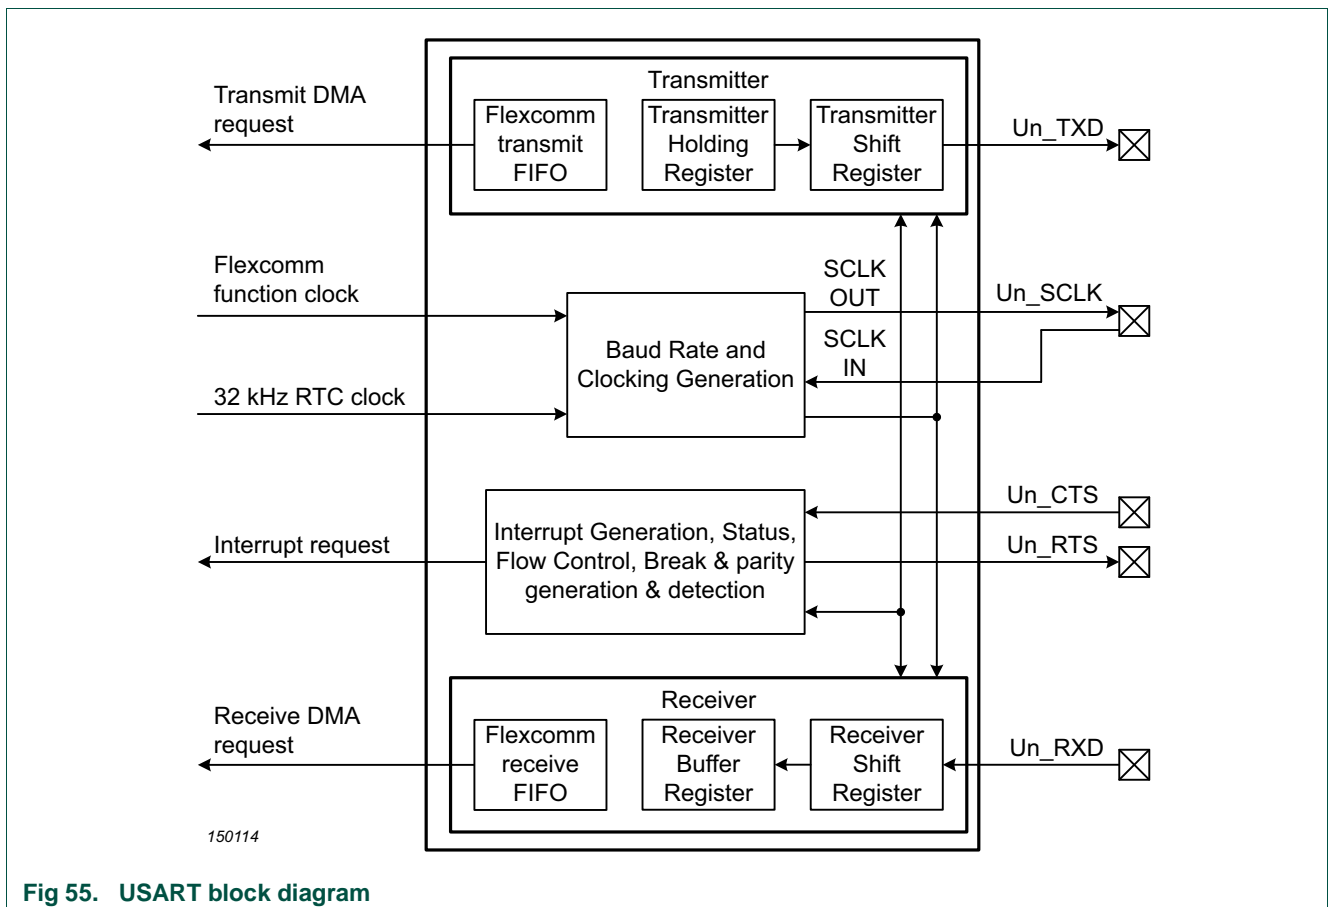 Transmitter
Transmit DMA
request
Flexcomm
transmit
FIFO
Transmitter
Holding
Register
Transmitter
Shift
Register
Un_TXD
Flexcomm
function clock
SCLK
OUT
Un_SCLK
Baud Rate and
Clocking Generation
SCLK
IN
32 kHz RTC clock
Un_CTS
Interrupt request
Interrupt Generation, Status,
Flow Control, Break & parity
generation & detection
Un_RTS
Receiver
Receive DMA
request
Flexcomm
receive
FIFO
Receiver
Buffer
Register
Receiver
Shift
Register
Un_RXD
150114
Fig 55. USART block diagram